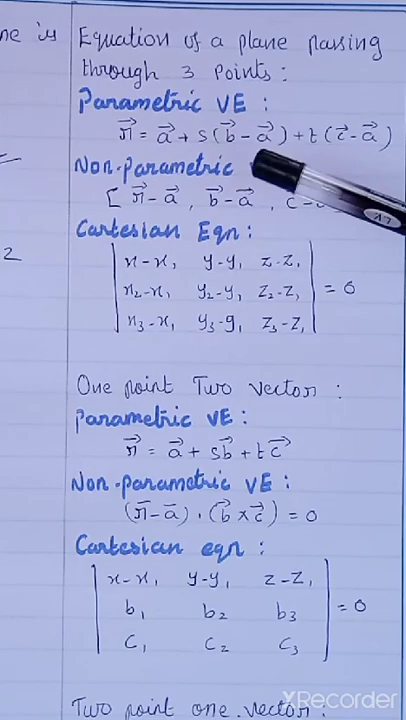 ne is
Equation of a plane passing
through 3 points:
Parametric VE :
r⃗ = a⃗ + s(b⃗ - a⃗) + t(c⃗ - a⃗)
Non-parametric
[ r⃗ - a⃗ , b⃗ - a⃗ , c -
Cartesian Eqn :
2
| x-x₁ y-y₁ z-z₁ |
| x₂-x₁ y₂-y₁ z₂-z₁ | = 0
| x₃-x₁ y₃-y₁ z₃-z₁ |
One point Two vector :
Parametric VE :
r⃗ = a⃗ + sb⃗ + tc⃗
Non-parametric VE :
(r̄ - ā) . (b⃗ × c⃗) = 0
Cartesian eqn :
| x-x₁ y-y₁ z-z₁ |
| b₁ b₂ b₃ | = 0
| c₁ c₂ c₃ |
Two point one vector
XRecorder